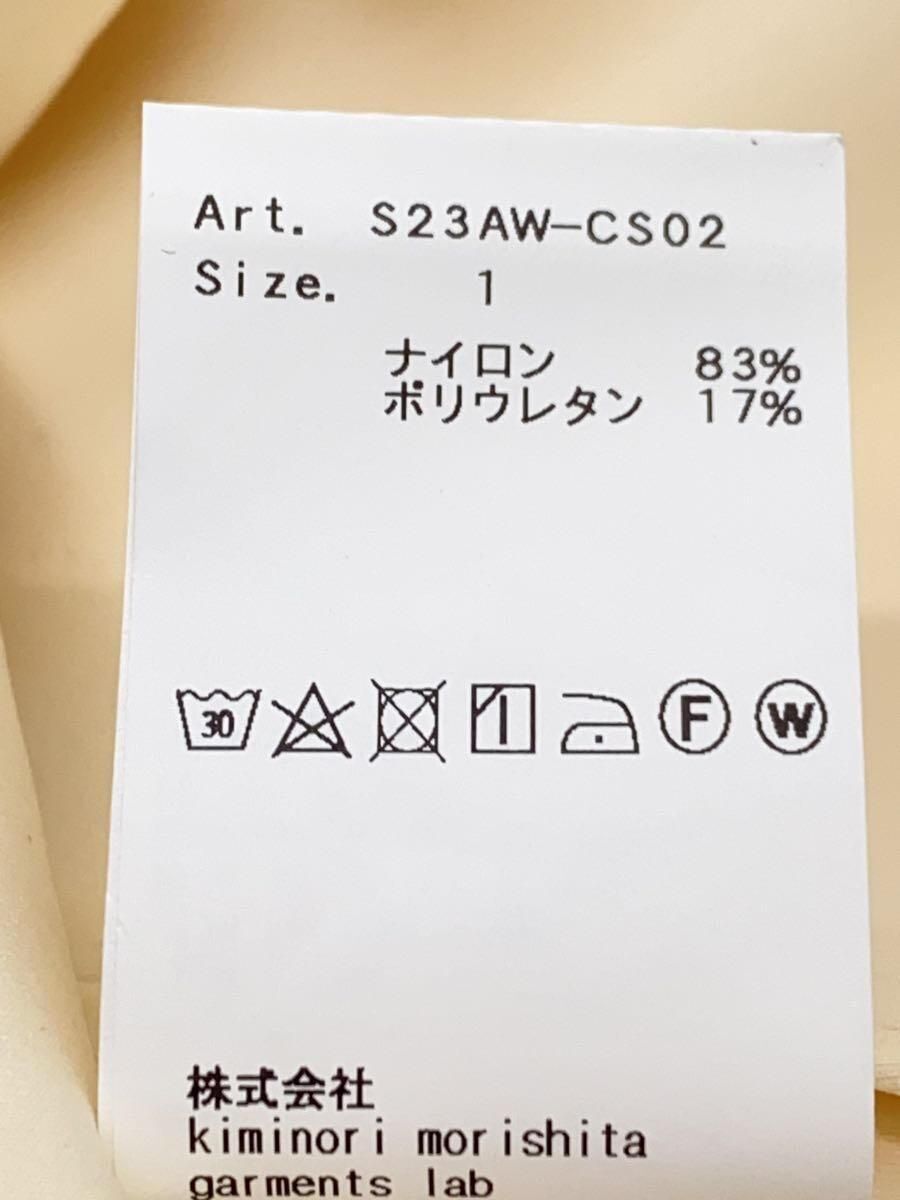 Art. S23AW-CS02
Size. 1
ナイロン 83%
ポリウレタン 17%
30 F W
株式会社
kiminori morishita
garments lab